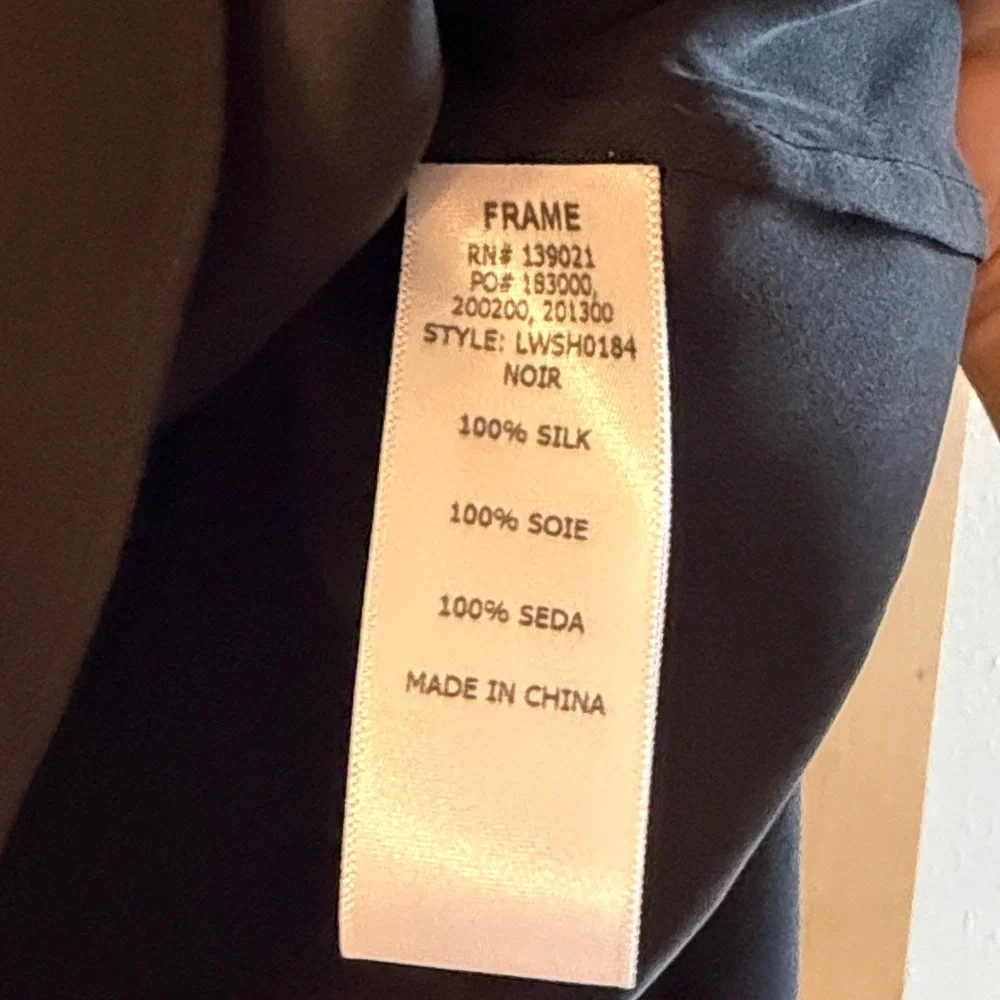 FRAME
RN# 139021
PO# 183000,
200200, 201300
STYLE: LWSH0184
NOIR
100% SILK
100% SOIE
100% SEDA
MADE IN CHINA